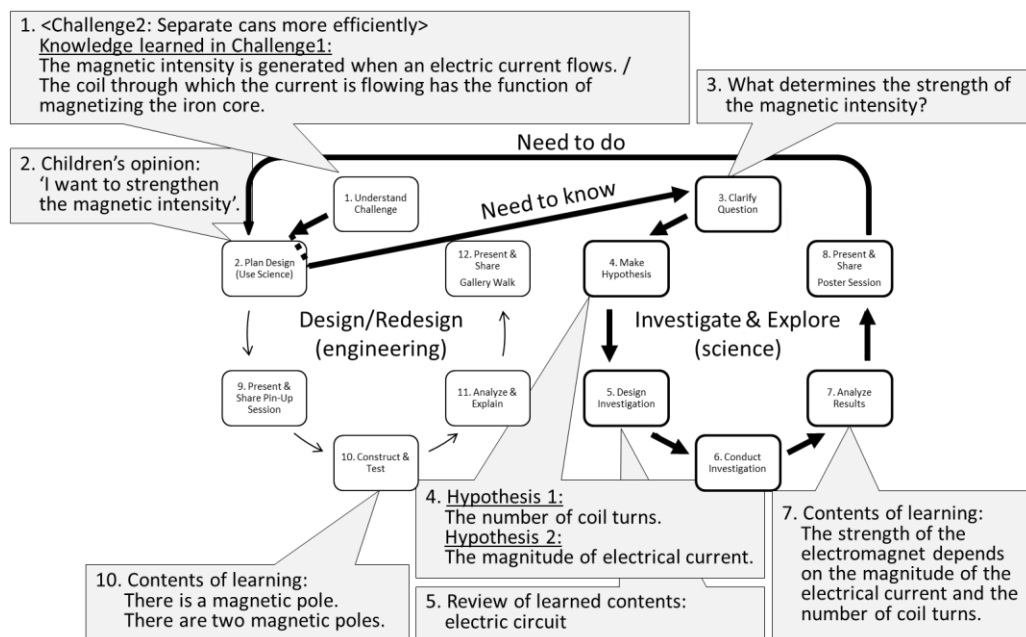 1. <Challenge2: Separate cans more efficiently>
Knowledge learned in Challenge1:
The magnetic intensity is generated when an electric current flows. /
The coil through which the current is flowing has the function of
magnetizing the iron core.
3. What determines the strength of
the magnetic intensity?
Need to do
2. Children's opinion:
'I want to strengthen
the magnetic intensity'.
1. Understand
Challenge
Need to know
3. Clarify
Question
2. Plan Design
(Use Science)
12. Present &
Share
Gallery Walk
4. Make
Hypothesis
8. Present &
Share
Poster Session
Design/Redesign
(engineering)
Investigate & Explore
(science)
9. Present &
Share Pin-Up
Session
11. Analyze &
Explain
5. Design
Investigation
7. Analyze
Results
10. Construct &
Test
6. Conduct
Investigation
4. Hypothesis 1:
The number of coil turns.
Hypothesis 2:
The magnitude of electrical current.
7. Contents of learning:
The strength of the
electromagnet depends
on the magnitude of the
electrical current and the
number of coil turns.
10. Contents of learning:
There is a magnetic pole.
There are two magnetic poles.
5. Review of learned contents:
electric circuit